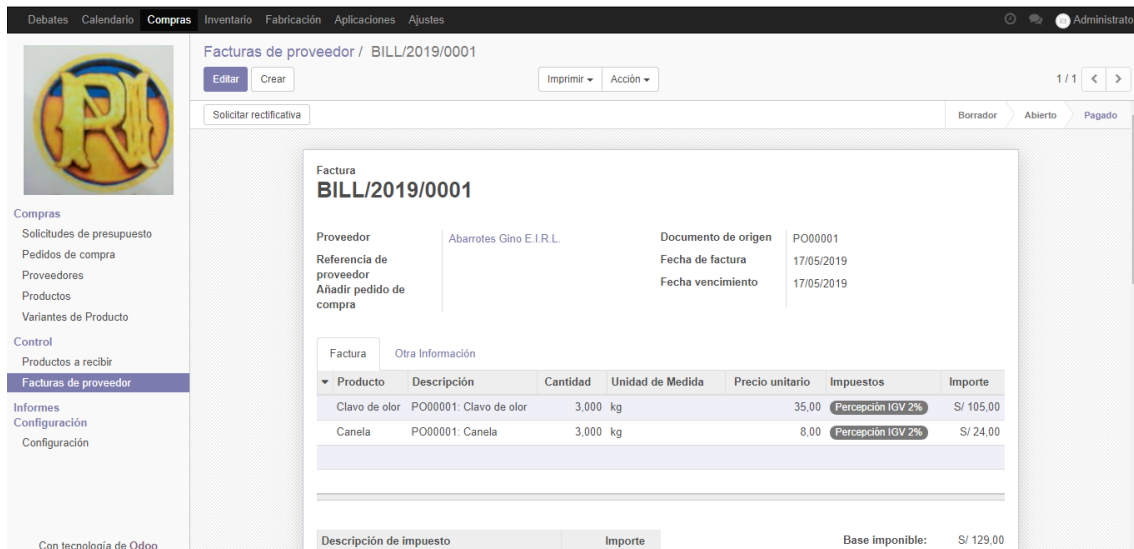 Debates Calendario Compras Inventario Fabricación Aplicaciones Ajustes Administrato
Facturas de proveedor / BILL/2019/0001
Editar Crear Imprimir Acción 1 / 1
Solicitar rectificativa Borrador Abierto Pagado
RN
Compras
Solicitudes de presupuesto
Pedidos de compra
Proveedores
Productos
Variantes de Producto
Control
Productos a recibir
Facturas de proveedor
Informes
Configuración
Configuración
Con tecnología de Odoo
Factura
BILL/2019/0001
Proveedor Abarrotes Gino E.I.R.L.
Referencia de
proveedor
Añadir pedido de
compra
Documento de origen PO00001
Fecha de factura 17/05/2019
Fecha vencimiento 17/05/2019
Factura Otra Información
Producto Descripción Cantidad Unidad de Medida Precio unitario Impuestos Importe
Clavo de olor PO00001: Clavo de olor 3,000 kg 35,00 Percepción IGV 2% S/ 105,00
Canela PO00001: Canela 3,000 kg 8,00 Percepción IGV 2% S/ 24,00
Descripción de impuesto Importe Base imponible: S/ 129,00